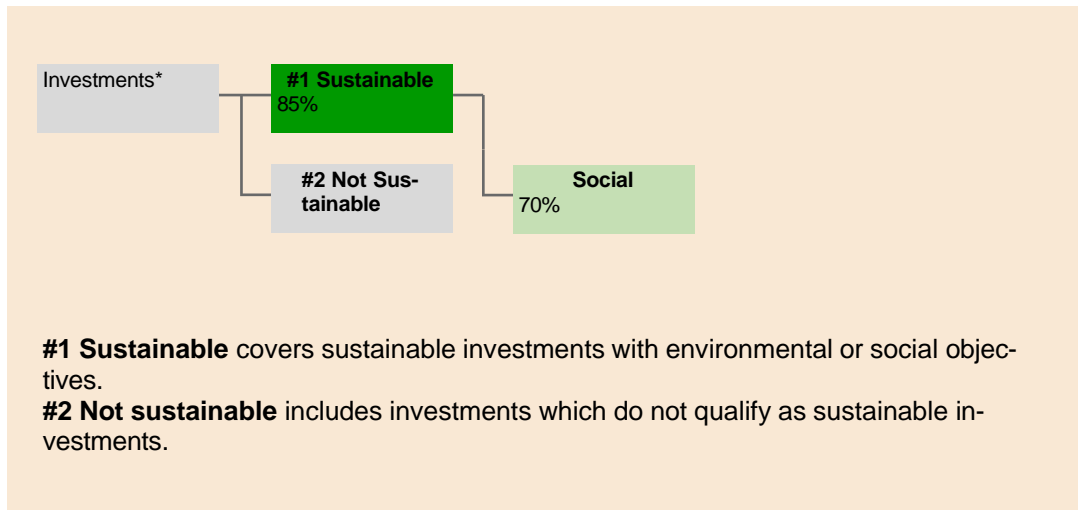 Investments*
#1 Sustainable
85%
#2 Not Sus-
tainable
Social
70%
#1 Sustainable covers sustainable investments with environmental or social objec-
tives.
#2 Not sustainable includes investments which do not qualify as sustainable in-
vestments.